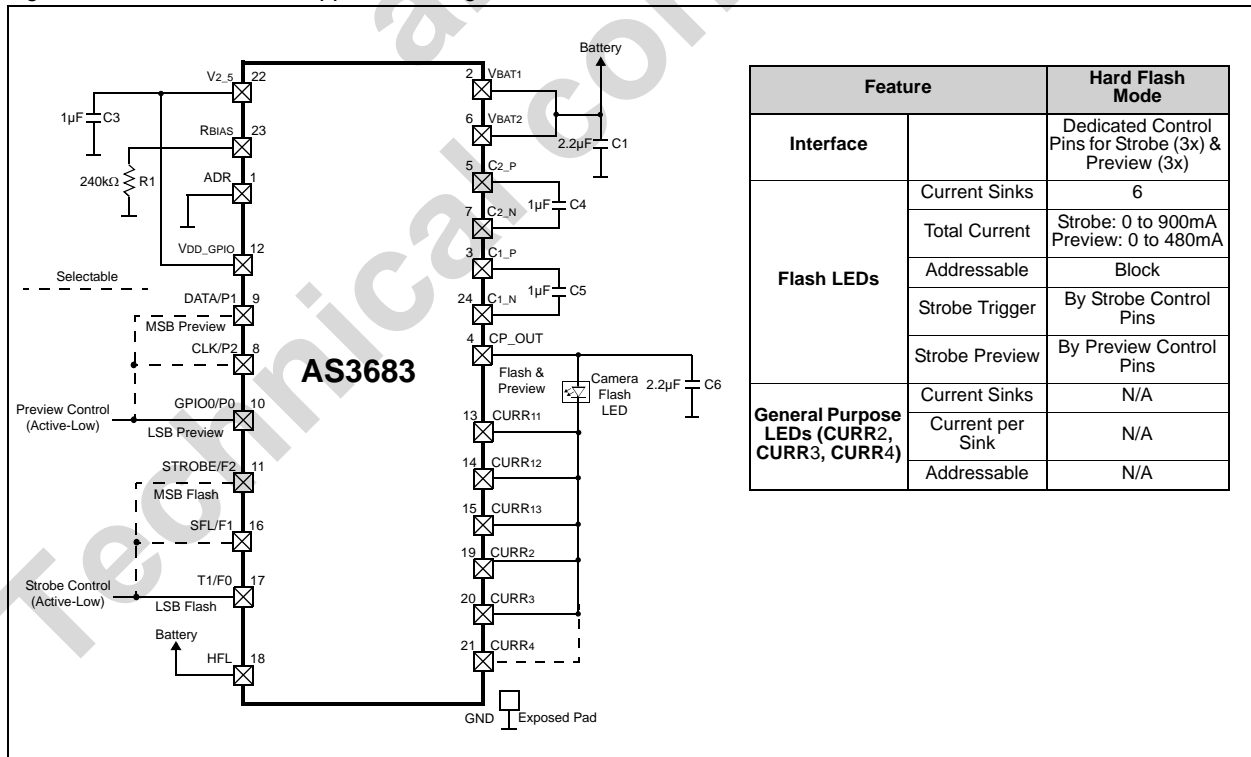 Battery
V2_5 22
1µF C3
RBIAS 23
240kΩ R1
ADR 1
VDD_GPIO 12
Selectable
DATA/P1 9
MSB Preview
CLK/P2 8
GPIO0/P0 10
Preview Control
(Active-Low)
LSB Preview
STROBE/F2 11
MSB Flash
SFL/F1 16
T1/F0 17
Strobe Control
(Active-Low)
LSB Flash
Battery
HFL 18
AS3683
2 VBAT1
6 VBAT2
2.2µF C1
5 C2_P
1µF C4
7 C2_N
3 C1_P
1µF C5
24 C1_N
4 CP_OUT
Flash &
Preview
Camera
Flash
LED
2.2µF C6
13 CURR11
14 CURR12
15 CURR13
19 CURR2
20 CURR3
21 CURR4
GND Exposed Pad
Feature
Hard Flash
Mode
Interface
Dedicated Control
Pins for Strobe (3x) &
Preview (3x)
Flash LEDs
Current Sinks 6
Total Current
Strobe: 0 to 900mA
Preview: 0 to 480mA
Addressable Block
Strobe Trigger
By Strobe Control
Pins
Strobe Preview
By Preview Control
Pins
General Purpose
LEDs (CURR2,
CURR3, CURR4)
Current Sinks N/A
Current per
Sink
N/A
Addressable N/A
Technical